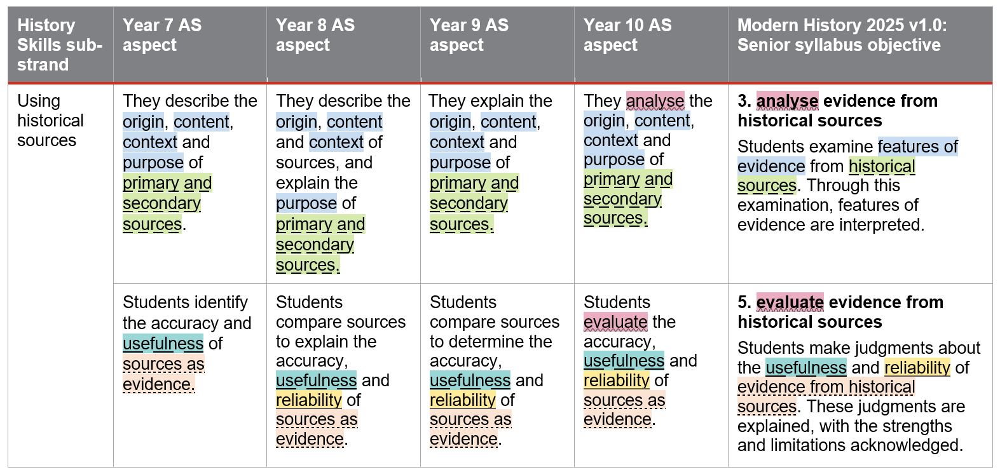 History
Skills sub-
strand
Year 7 AS
aspect
Year 8 AS
aspect
Year 9 AS
aspect
Year 10 AS
aspect
Modern History 2025 v1.0:
Senior syllabus objective
Using
historical
sources
They describe the
origin, content,
context and
purpose of
primary and
secondary
sources.
They describe the
origin, content
and context of
sources, and
explain the
purpose of
primary and
secondary
sources.
They explain the
origin, content,
context and
purpose of
primary and
secondary
sources.
They analyse the
origin, content,
context and
purpose of
primary and
secondary
sources.
3. analyse evidence from
historical sources
Students examine features of
evidence from historical
sources. Through this
examination, features of
evidence are interpreted.
Students identify
the accuracy and
usefulness of
sources as
evidence.
Students
compare sources
to explain the
accuracy,
usefulness and
reliability of
sources as
evidence.
Students
compare sources
to determine the
accuracy,
usefulness and
reliability of
sources as
evidence.
Students
evaluate the
accuracy,
usefulness and
reliability of
sources as
evidence.
5. evaluate evidence from
historical sources
Students make judgments about
the usefulness and reliability of
evidence from historical
sources. These judgments are
explained, with the strengths
and limitations acknowledged.